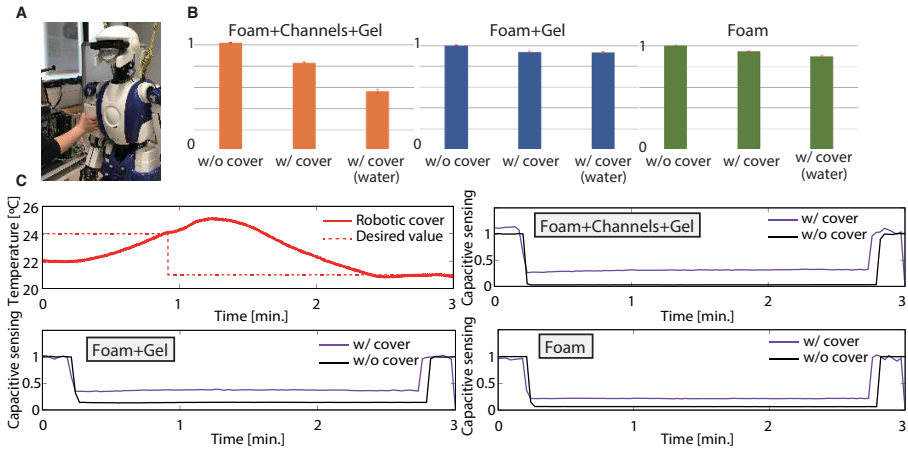 A
B
Foam+Channels+Gel
Foam+Gel
Foam
1
0
w/o cover
w/ cover
w/ cover
(water)
1
0
w/o cover
w/ cover
w/ cover
(water)
1
0
w/o cover
w/ cover
w/ cover
(water)
C
Temperature [ºC]
26
24
22
20
0
1
2
3
Time [min.]
Robotic cover
Desired value
Capacitive sensing
1
0.5
0
0
1
2
3
Time [min.]
Foam+Channels+Gel
w/ cover
w/o cover
Capacitive sensing
1
0.5
0
0
1
2
3
Time [min.]
Foam+Gel
w/ cover
w/o cover
Capacitive sensing
1
0.5
0
0
1
2
3
Time [min.]
Foam
w/ cover
w/o cover